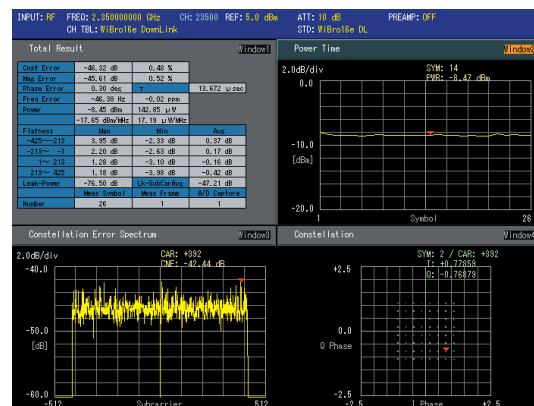 INPUT: RF FREQ: 2.350000000 GHz CH: 23500 REF: 5.0 dBm ATT: 10 dB PREAMP: OFF
CH TBL: WiBro16e DownLink STD: WiBro16e DL
Total Result Window1
Cnst Error -46.32 dB 0.48 %
Mag Error -45.61 dB 0.52 %
Phase Error 0.30 deg τ 13.672 μsec
Freq Error -46.38 Hz -0.02 ppm
Power -8.45 dBm 142.85 μW
-17.65 dBm/MHz 17.19 μW/MHz
Flatness Max Min Avg
-425~-213 3.95 dB -2.33 dB 0.37 dB
-213~ -1 2.20 dB -2.63 dB 0.17 dB
1~ 213 1.28 dB -3.10 dB -0.16 dB
213~ 425 1.18 dB -3.98 dB -0.42 dB
Leak-Power -76.50 dB Lk-SubCarAvg -47.21 dB
Meas Symbol Meas Frame A/D Capture
Number 26 1 1
Power Time Window2
2.0dB/div SYM: 14
PWR: -8.47 dBm
0.0
-10.0
[dBm]
-20.0
1 Symbol 26
Constellation Error Spectrum Window3
2.0dB/div CAR: +392
CNE: -42.44 dB
-40.0
-50.0
[dB]
-60.0
-512 Subcarrier 512
Constellation Window4
SYM: 2 / CAR: +392
I: +0.77859
Q: -0.76879
+2.5
0.0
Q Phase
-2.5
-2.5 I Phase +2.5